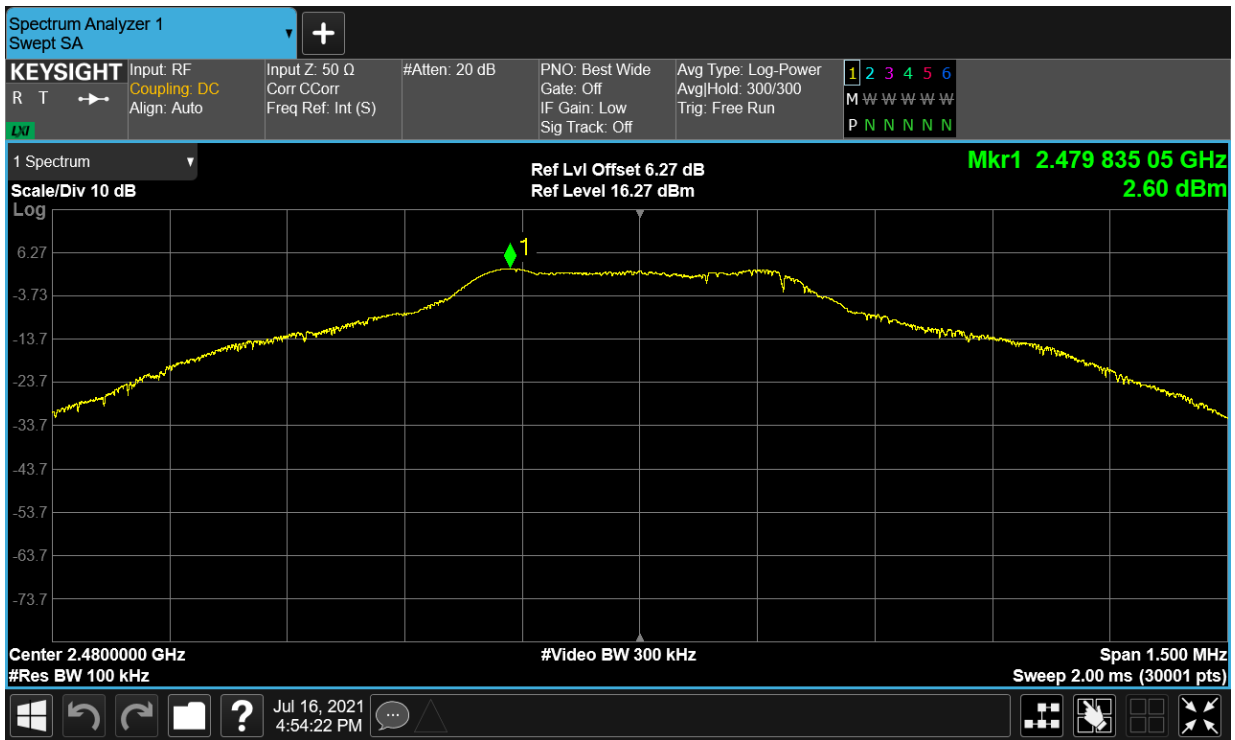 Spectrum Analyzer 1
Swept SA
KEYSIGHT
R T
LXI
Input: RF
Coupling: DC
Align: Auto
Input Z: 50 Ω
Corr CCorr
Freq Ref: Int (S)
#Atten: 20 dB
PNO: Best Wide
Gate: Off
IF Gain: Low
Sig Track: Off
Avg Type: Log-Power
Avg|Hold: 300/300
Trig: Free Run
1 2 3 4 5 6
M W W W W W
P N N N N N
1 Spectrum
Scale/Div 10 dB
Log
Ref Lvl Offset 6.27 dB
Ref Level 16.27 dBm
Mkr1 2.479 835 05 GHz
2.60 dBm
1
6.27
-3.73
-13.7
-23.7
-33.7
-43.7
-53.7
-63.7
-73.7
Center 2.4800000 GHz
#Res BW 100 kHz
#Video BW 300 kHz
Span 1.500 MHz
Sweep 2.00 ms (30001 pts)
?
Jul 16, 2021
4:54:22 PM